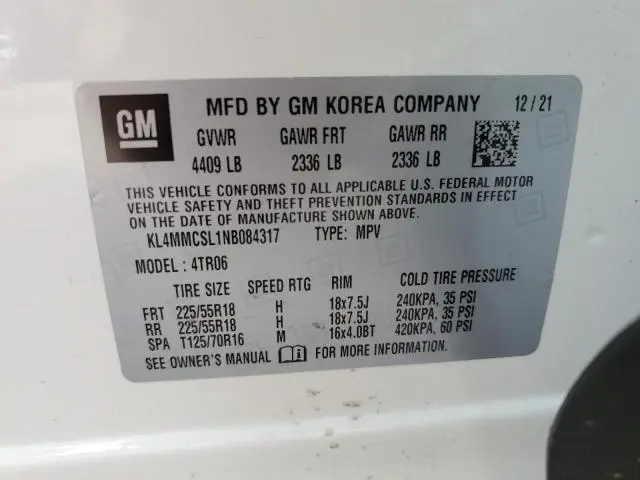 GM MFD BY GM KOREA COMPANY 12/21
GVWR GAWR FRT GAWR RR
4409 LB 2336 LB 2336 LB
THIS VEHICLE CONFORMS TO ALL APPLICABLE U.S. FEDERAL MOTOR
VEHICLE SAFETY AND THEFT PREVENTION STANDARDS IN EFFECT
ON THE DATE OF MANUFACTURE SHOWN ABOVE.
KL4MMCSL1NB084317 TYPE: MPV
MODEL: 4TR06
TIRE SIZE SPEED RTG RIM COLD TIRE PRESSURE
FRT 225/55R18 H 18x7.5J 240KPA, 35 PSI
RR 225/55R18 H 18x7.5J 240KPA, 35 PSI
SPA T125/70R16 M 16x4.0BT 420KPA, 60 PSI
SEE OWNER'S MANUAL FOR MORE INFORMATION.